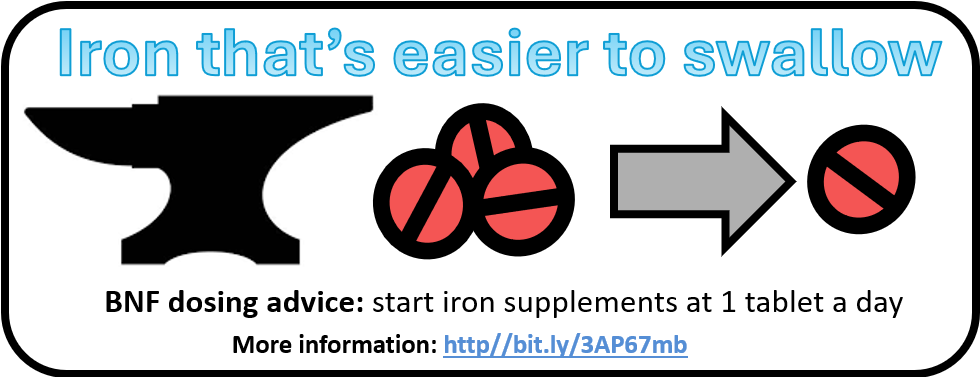 Iron that's easier to swallow
BNF dosing advice: start iron supplements at 1 tablet a day
More information: http//bit.ly/3AP67mb